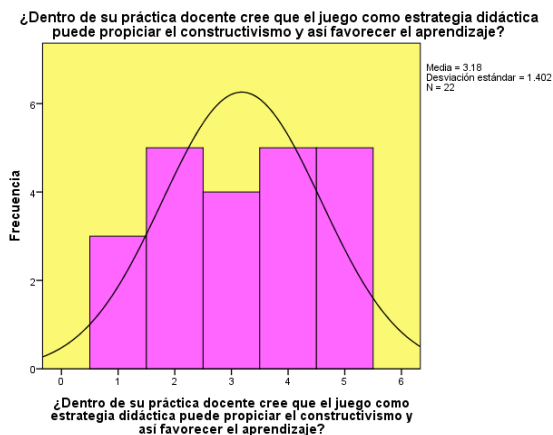 ¿Dentro de su práctica docente cree que el juego como estrategia didáctica
puede propiciar el constructivismo y así favorecer el aprendizaje?
Media = 3.18
Desviación estándar = 1.402
N = 22
Frecuencia
6
4
2
0
0 1 2 3 4 5 6
¿Dentro de su práctica docente cree que el juego como
estrategia didáctica puede propiciar el constructivismo y
así favorecer el aprendizaje?